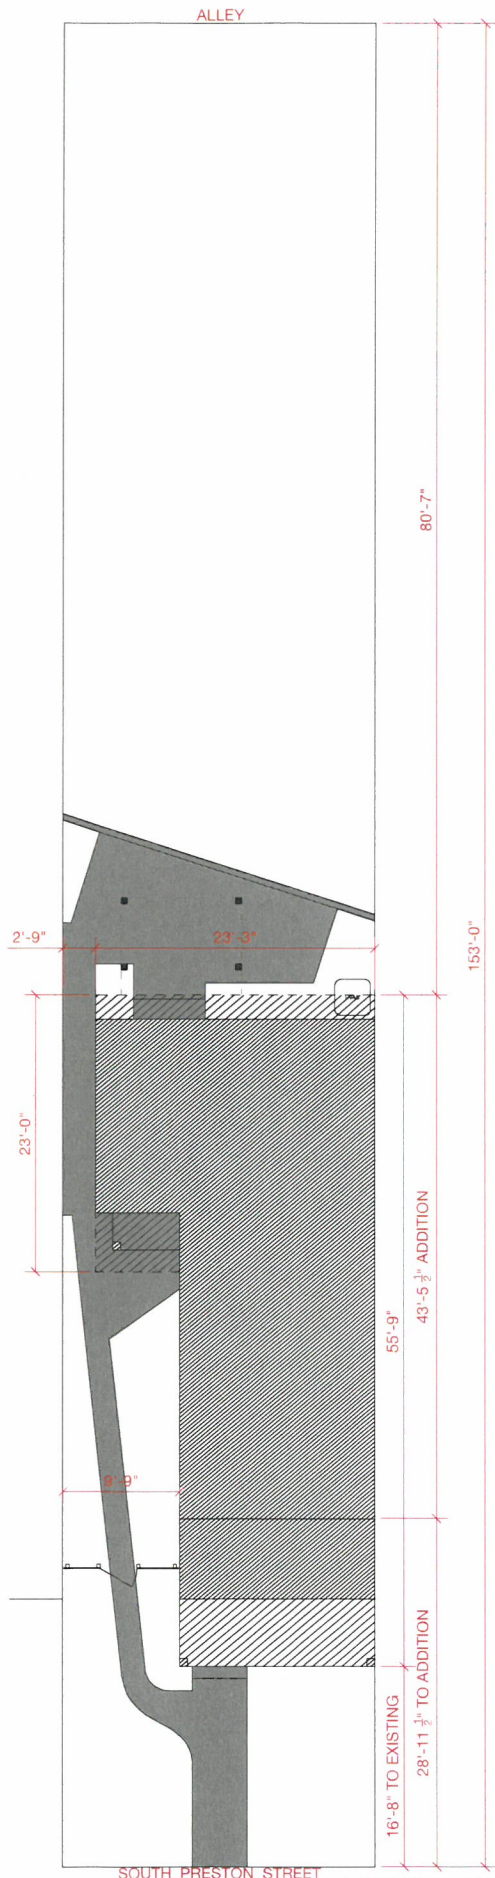 ALLEY
80'-7"
153'-0"
2'-9"
23'-3"
23'-0"
43'-5 1/2" ADDITION
55'-9"
9'-9"
28'-11 1/2" TO ADDITION
16'-8" TO EXISTING
SOUTH PRESTON STREET